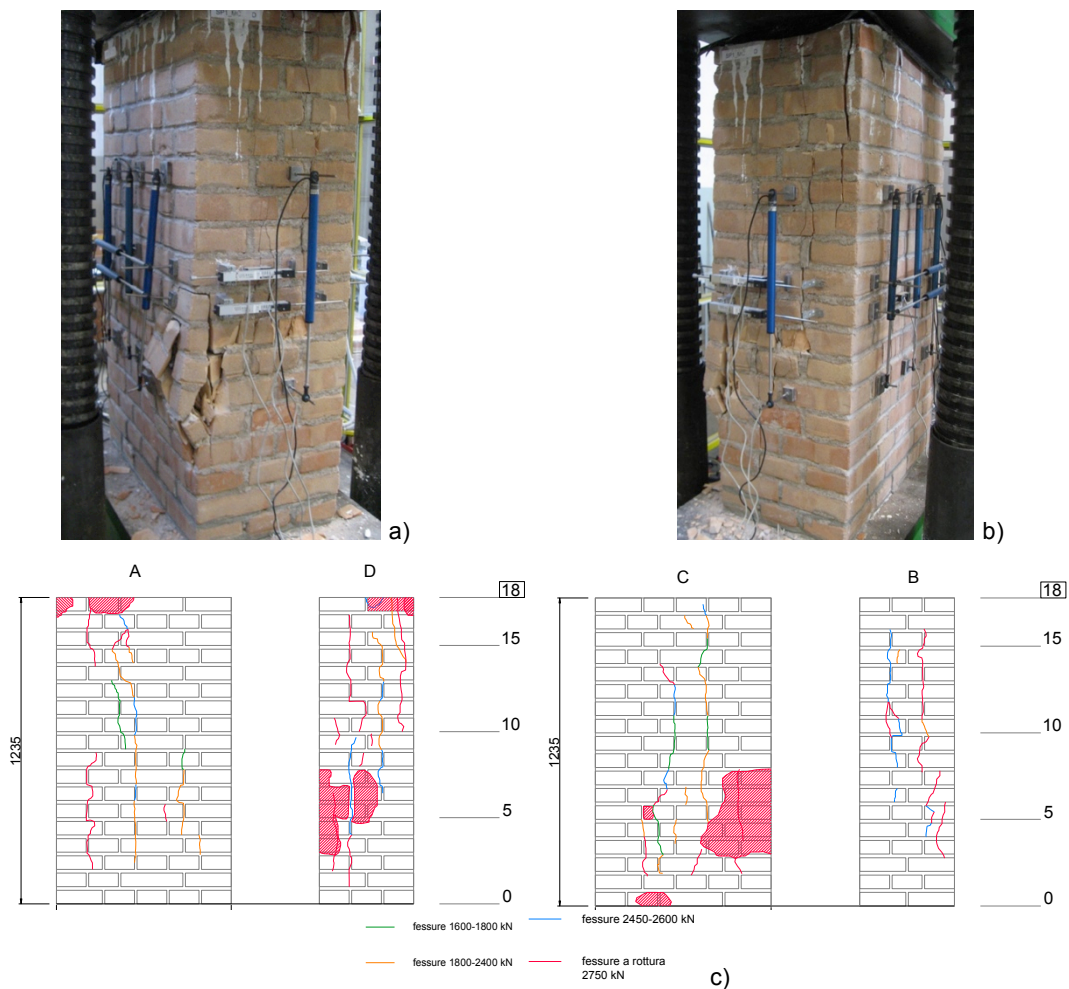 a)
b)
A
D
18
15
10
5
0
1235
C
B
18
15
10
5
0
1235
fessure 1600-1800 kN
fessure 2450-2600 kN
fessure 1800-2400 kN
fessure a rottura
2750 kN
c)